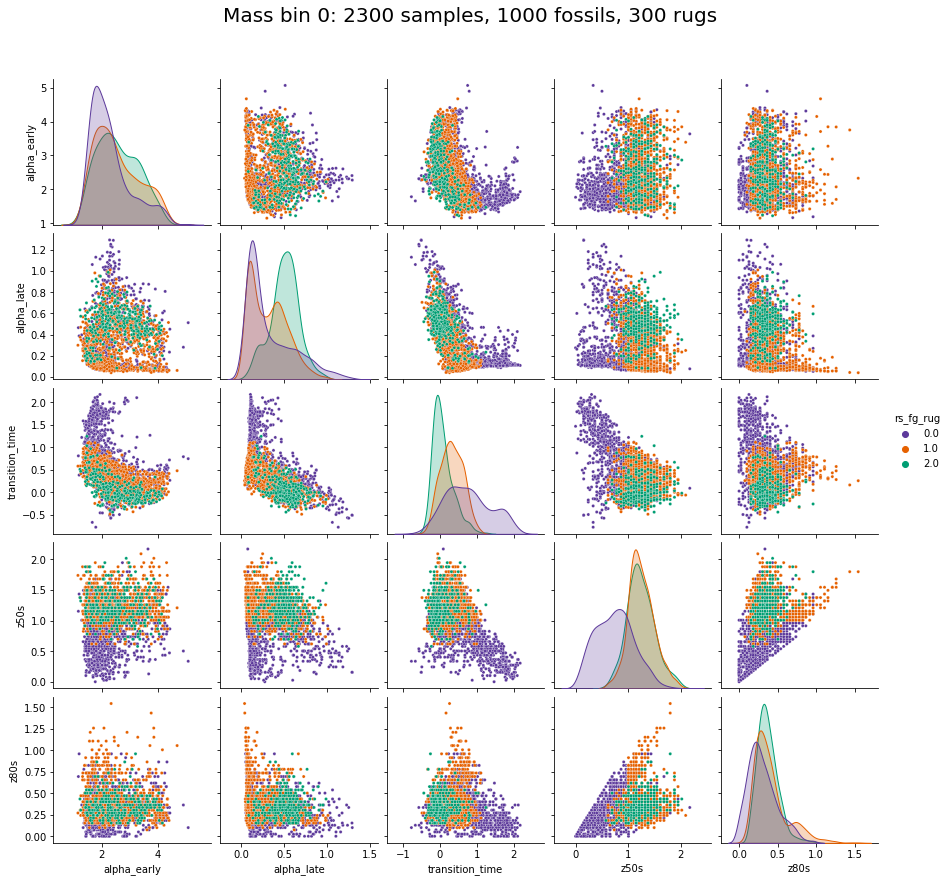 Mass bin 0: 2300 samples, 1000 fossils, 300 rugs
5
4
3
2
1
alpha_early
1.2
1.0
0.8
0.6
0.4
0.2
0.0
alpha_late
2.0
1.5
1.0
0.5
0.0
−0.5
transition_time
rs_fg_rug
0.0
1.0
2.0
2.0
1.5
1.0
0.5
0.0
z50s
1.50
1.25
1.00
0.75
0.50
0.25
0.00
z80s
2 4
0.0 0.5 1.0 1.5
−1 0 1 2
0 1 2
0.0 0.5 1.0 1.5
alpha_early alpha_late transition_time z50s z80s